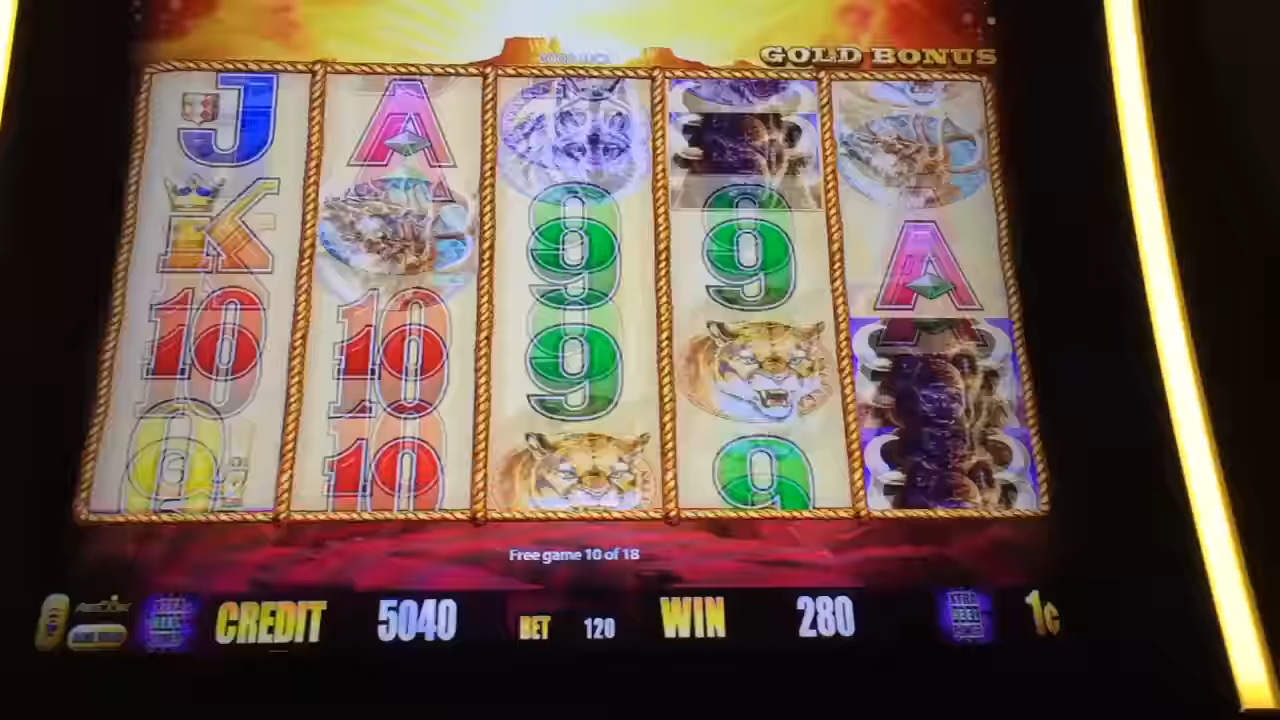 GOLD BONUS
J A
K 9 9 A
10 10 9
Q 10 9
Free game 10 of 18
CREDIT 5040 BET 120 WIN 280 1¢